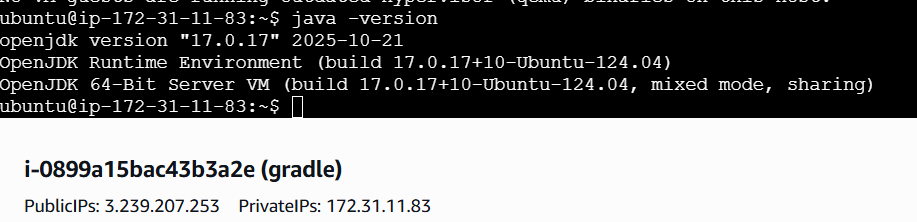 ubuntu@ip-172-31-11-83:~$ java -version
openjdk version "17.0.17" 2025-10-21
OpenJDK Runtime Environment (build 17.0.17+10-Ubuntu-124.04)
OpenJDK 64-Bit Server VM (build 17.0.17+10-Ubuntu-124.04, mixed mode, sharing)
ubuntu@ip-172-31-11-83:~$
i-0899a15bac43b3a2e (gradle)
PublicIPs: 3.239.207.253 PrivateIPs: 172.31.11.83